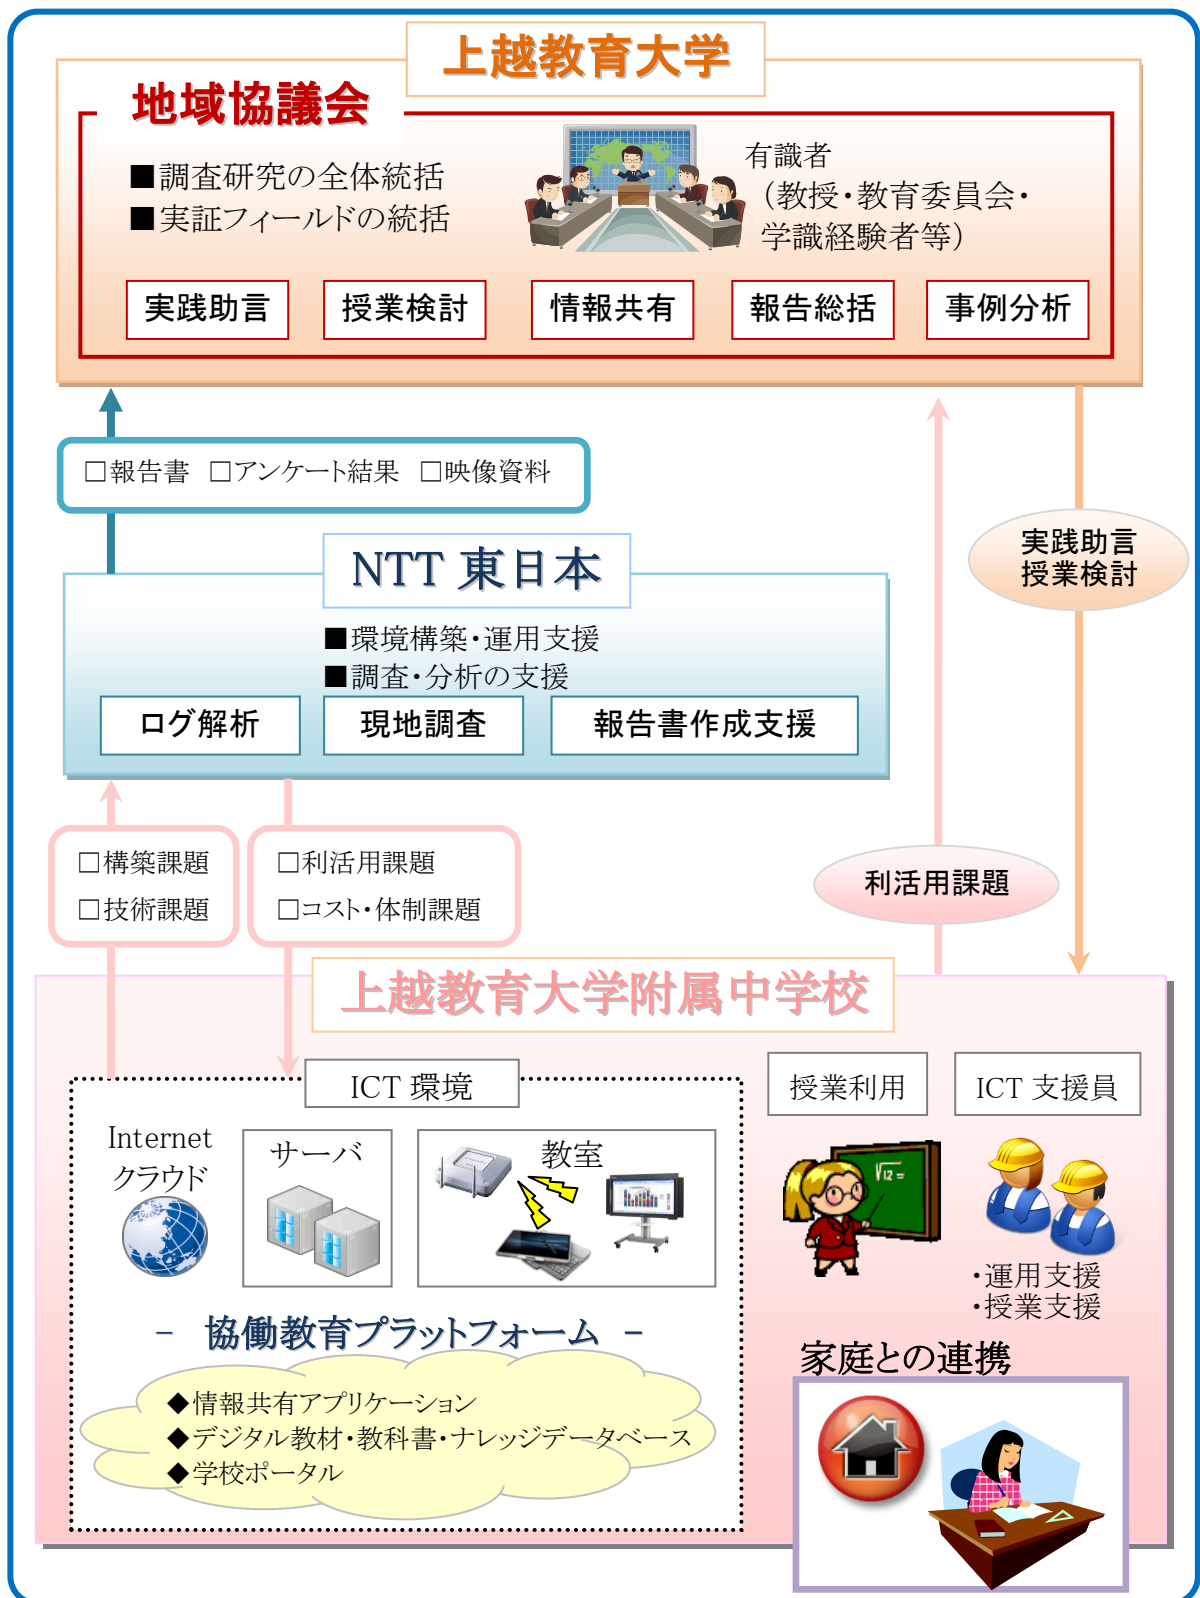 上越教育大学
地域協議会
■調査研究の全体統括
■実証フィールドの統括
有識者
（教授・教育委員会・
学識経験者等）
実践助言
授業検討
情報共有
報告総括
事例分析
□報告書 □アンケート結果 □映像資料
実践助言
授業検討
NTT 東日本
■環境構築・運用支援
■調査・分析の支援
ログ解析
現地調査
報告書作成支援
□構築課題
□技術課題
□利活用課題
□コスト・体制課題
利活用課題
上越教育大学附属中学校
ICT 環境
授業利用
ICT 支援員
Internet
クラウド
サーバ
教室
√12 =
・運用支援
・授業支援
－ 協働教育プラットフォーム －
◆情報共有アプリケーション
◆デジタル教材・教科書・ナレッジデータベース
◆学校ポータル
家庭との連携